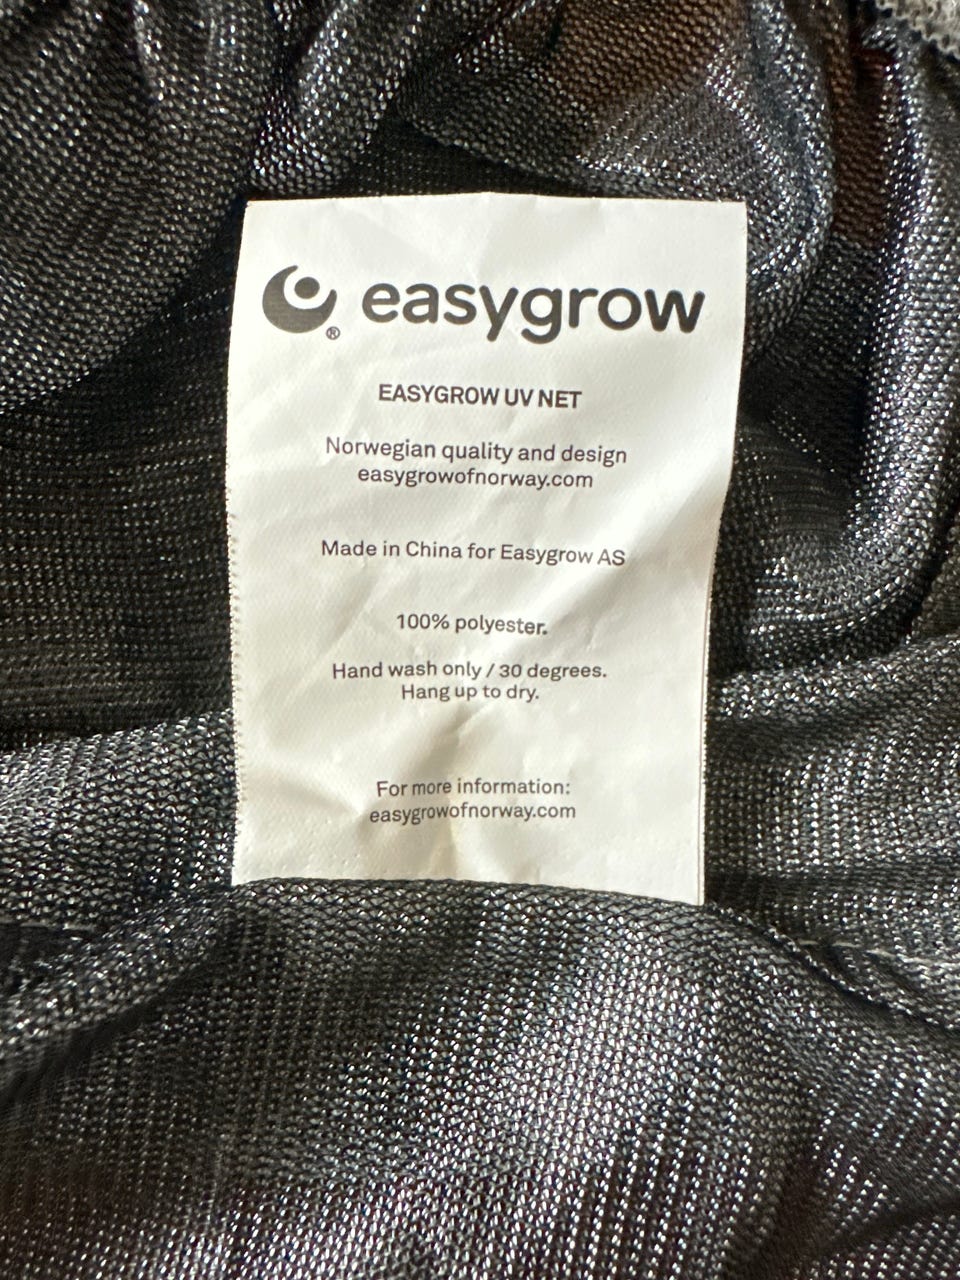 easygrow
®
EASYGROW UV NET
Norwegian quality and design
easygrowofnorway.com
Made in China for Easygrow AS
100% polyester.
Hand wash only / 30 degrees.
Hang up to dry.
For more information:
easygrowofnorway.com